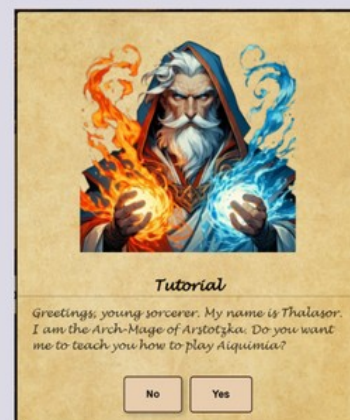 Tutorial
Greetings, young sorcerer. My name is Thalasor.
I am the Arch-Mage of Arstotzka. Do you want
me to teach you how to play Aiquimia?
No
Yes